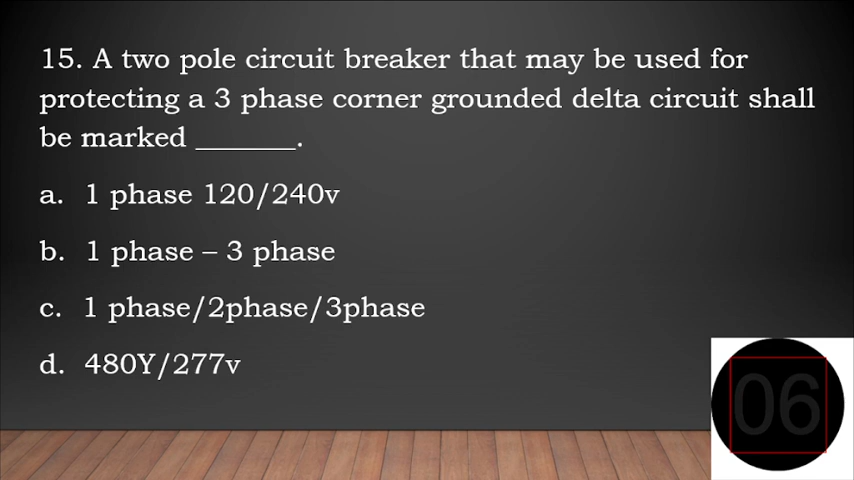 15. A two pole circuit breaker that may be used for
protecting a 3 phase corner grounded delta circuit shall
be marked _______.
a. 1 phase 120/240v
b. 1 phase – 3 phase
c. 1 phase/2phase/3phase
d. 480Y/277v
06